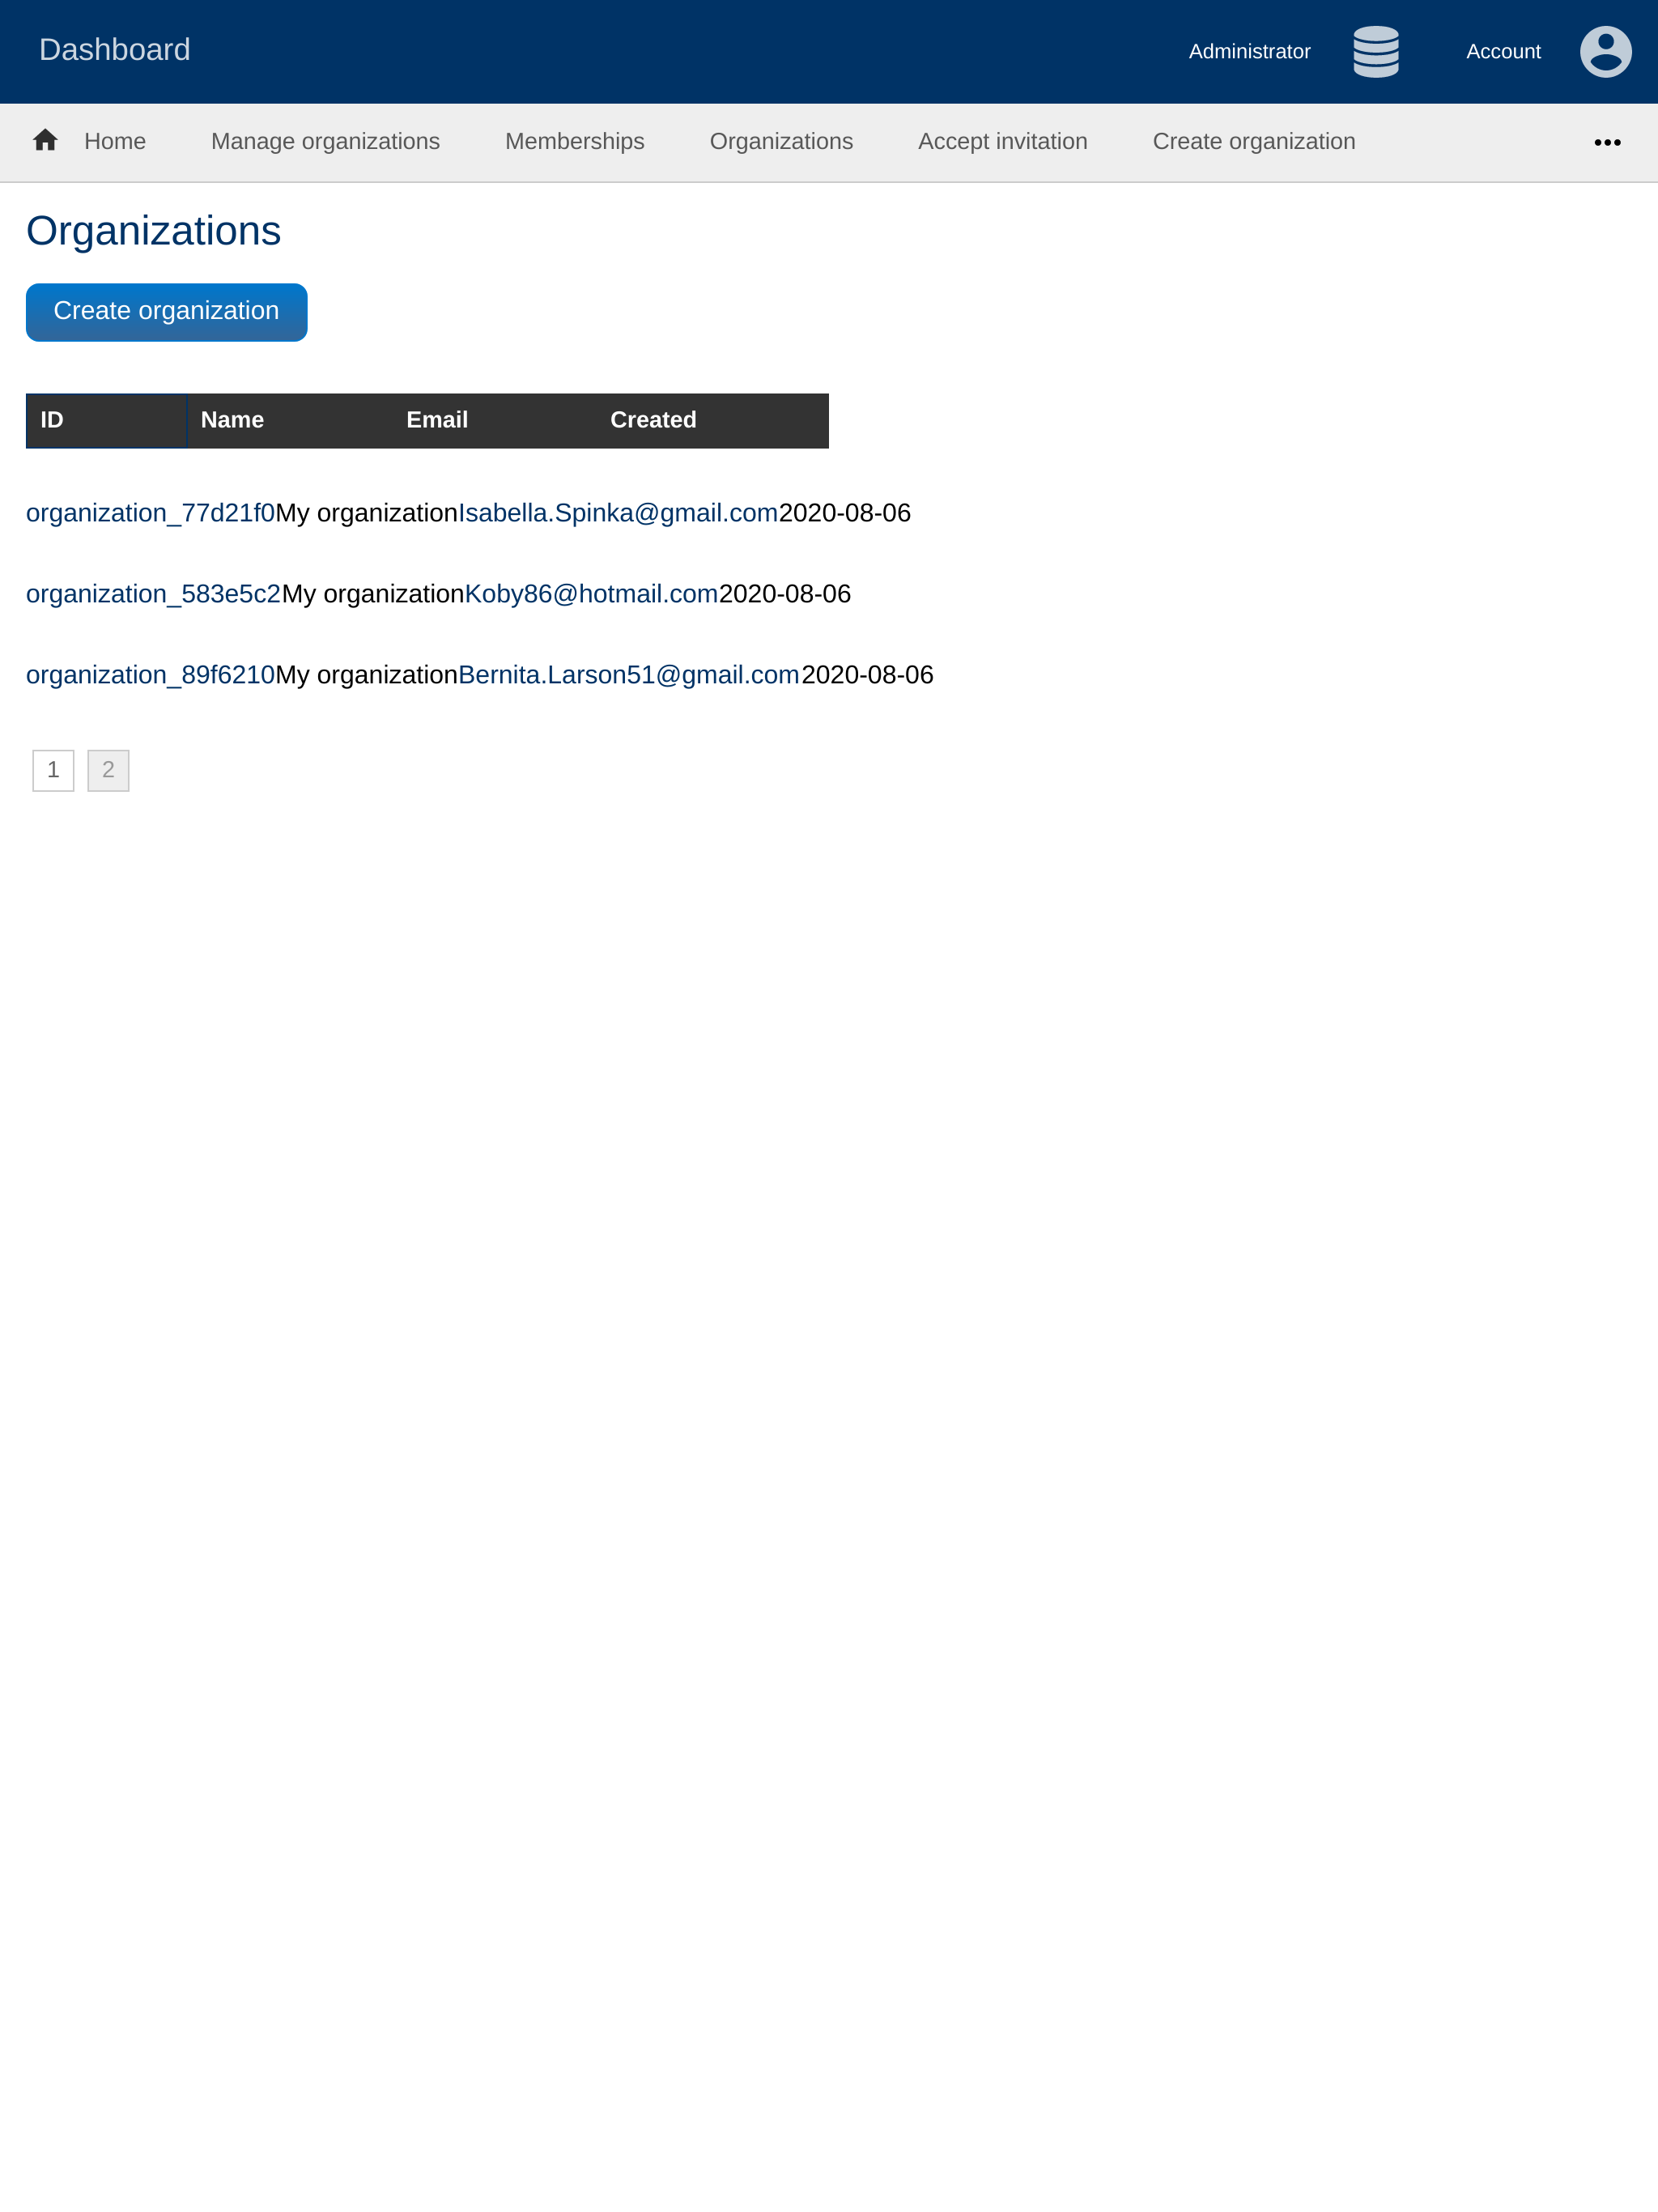 Dashboard Administrator Account
Home Manage organizations Memberships Organizations Accept invitation Create organization •••
Organizations
Create organization
ID Name Email Created
organization_77d21f0My organizationIsabella.Spinka@gmail.com2020-08-06
organization_583e5c2My organizationKoby86@hotmail.com2020-08-06
organization_89f6210My organizationBernita.Larson51@gmail.com2020-08-06
1 2